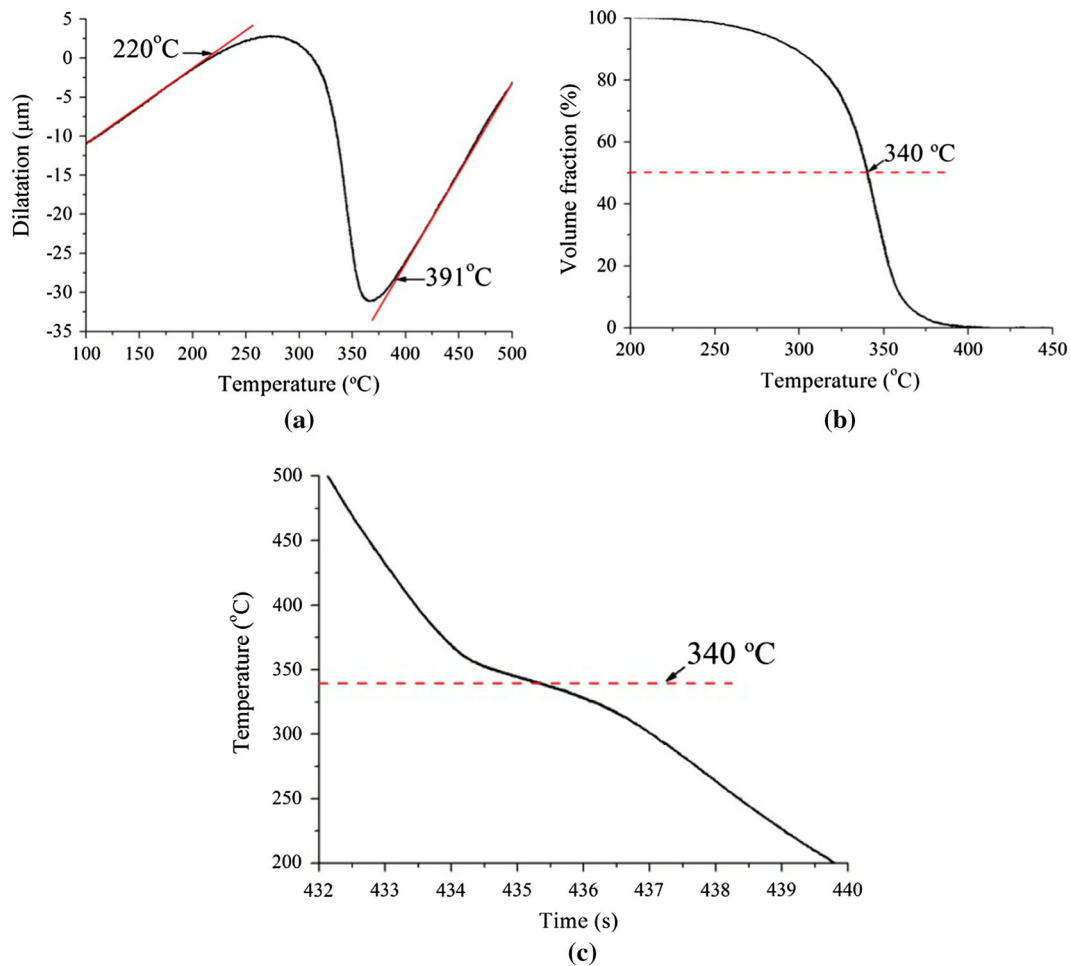 5
0
-5
-10
-15
-20
-25
-30
-35
Dilatation (μm)
220°C
391°C
100 150 200 250 300 350 400 450 500
Temperature (°C)
(a)
100
80
60
40
20
0
Volume fraction (%)
340 ºC
200 250 300 350 400 450
Temperature (°C)
(b)
500
450
400
350
300
250
200
Temperature (°C)
340 ºC
432 433 434 435 436 437 438 439 440
Time (s)
(c)